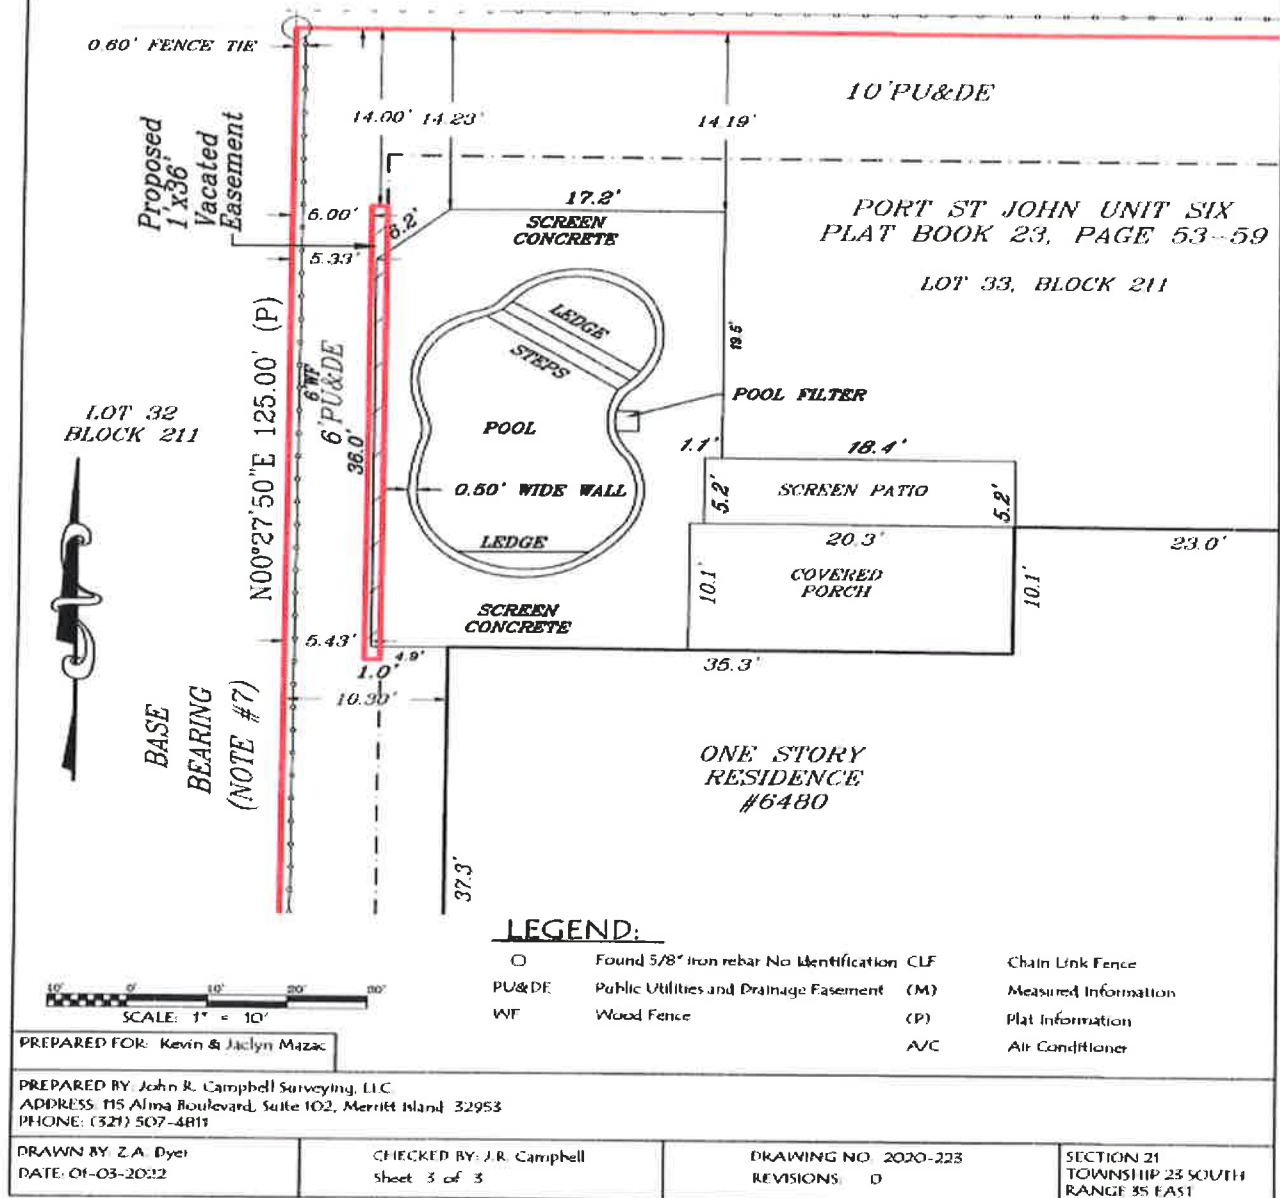 0.60' FENCE TIE
10'PU&DE
14.00' 14.23'
14.19'
Proposed
1'x36'
Vacated
Easement
6.00'
6.2'
17.2'
SCREEN
CONCRETE
5.33'
PORT ST JOHN UNIT SIX
PLAT BOOK 23, PAGE 53-59
LOT 33, BLOCK 211
LEDGE
STEPS
19.5'
POOL FILTER
N00°27'50"E 125.00' (P)
6'WF
6'PU&DE
36.0'
LOT 32
BLOCK 211
POOL
1.1'
18.4'
0.50' WIDE WALL
5.2'
SCREEN PATIO
5.2'
LEDGE
20.3'
23.0'
10.1'
COVERED
PORCH
10.1'
SCREEN
CONCRETE
5.43'
1.0'
4.9'
35.3'
10.30'
BASE
BEARING
(NOTE #7)
ONE STORY
RESIDENCE
#6480
37.3'
LEGEND:
O Found 5/8" iron rebar No Identification CLF Chain Link Fence
PU&DE Public Utilities and Drainage Easement (M) Measured Information
WF Wood Fence (P) Plat Information
A/C Air Conditioner
10' 0' 10' 20' 30'
SCALE: 1" = 10'
PREPARED FOR: Kevin & Jaclyn Mazac
PREPARED BY: John R. Campbell Surveying, LLC
ADDRESS: 115 Alma Boulevard, Suite 102, Merritt Island 32953
PHONE: (321) 507-4811
DRAWN BY: Z.A. Dyer
DATE: 01-03-2022
CHECKED BY: J.R. Campbell
Sheet 3 of 3
DRAWING NO. 2020-223
REVISIONS: 0
SECTION 21
TOWNSHIP 23 SOUTH
RANGE 35 EAST